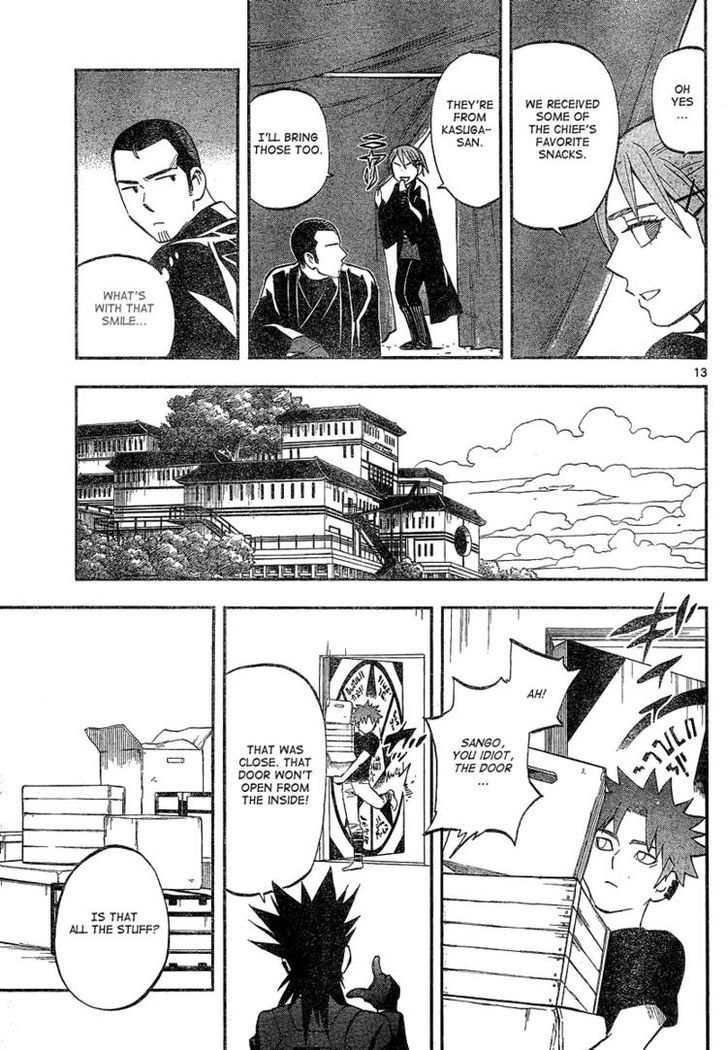 OH
YES
...
WE RECEIVED
SOME OF
THE CHIEF'S
FAVORITE
SNACKS.
THEY'RE
FROM
KASUGA-
SAN.
I'LL BRING
THOSE TOO.
WHAT'S
WITH THAT
SMILE...
13
AH!
SANGO,
YOU IDIOT,
THE DOOR
...
THAT WAS
CLOSE. THAT
DOOR WON'T
OPEN FROM
THE INSIDE!
IS THAT
ALL THE STUFF?